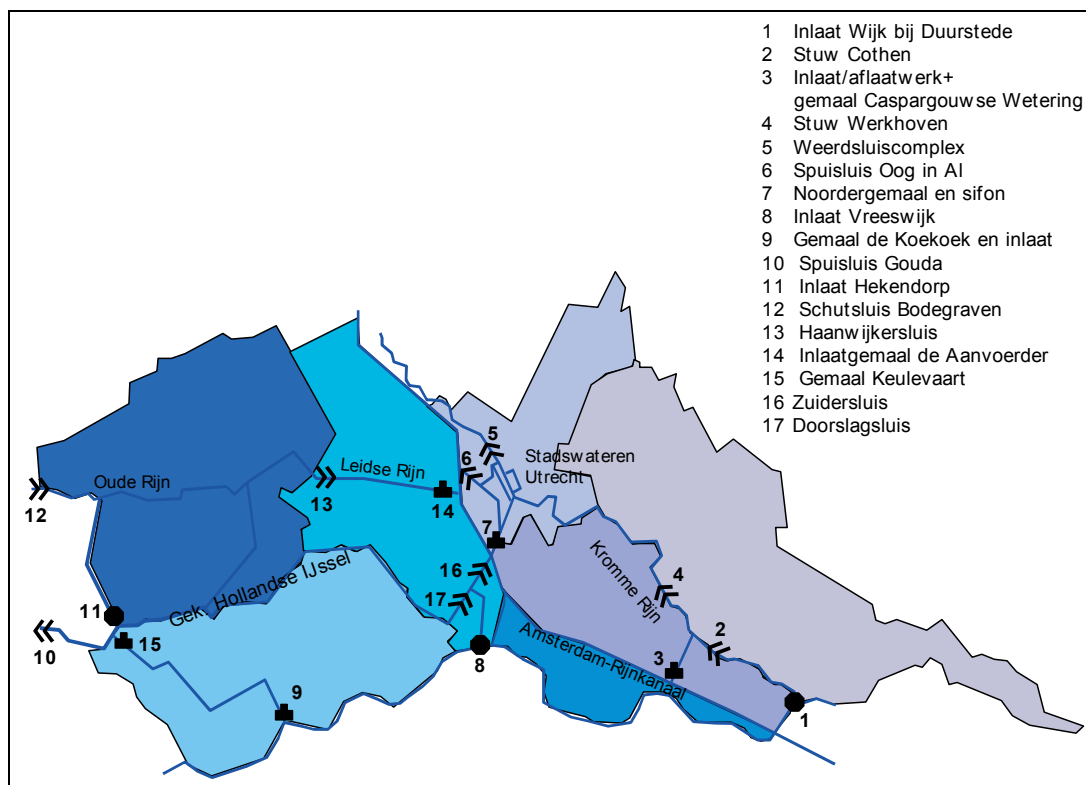 1 Inlaat Wijk bij Duurstede
2 Stuw Cothen
3 Inlaat/aflaatwerk+
gemaal Caspargouwse Wetering
4 Stuw Werkhoven
5 Weerdsluiscomplex
6 Spuisluis Oog in Al
7 Noordergemaal en sifon
8 Inlaat Vreeswijk
9 Gemaal de Koekoek en inlaat
10 Spuisluis Gouda
11 Inlaat Hekendorp
12 Schutsluis Bodegraven
13 Haanwijkersluis
14 Inlaatgemaal de Aanvoerder
15 Gemaal Keulevaart
16 Zuidersluis
17 Doorslagsluis
5
6
Stadswateren
Utrecht
Leidse Rijn
Oude Rijn
12
13
14
7
Kromme Rijn
4
16
Gek. Hollandse IJssel
17
11
15
10
8
Amsterdam-Rijnkanaal
2
3
9
1